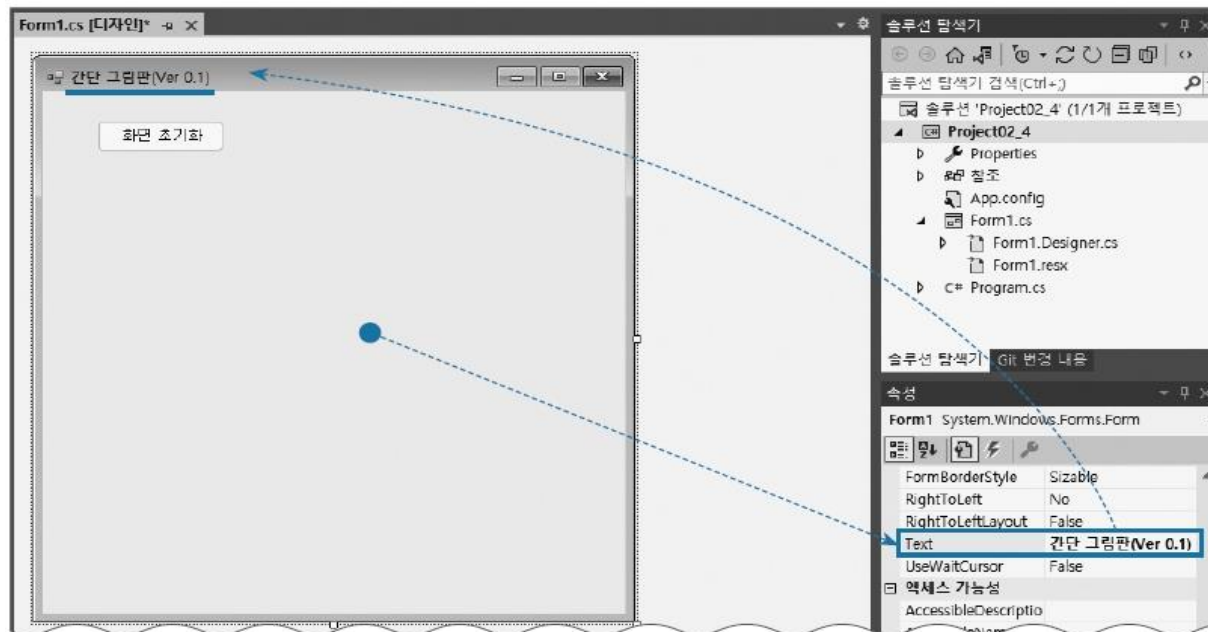 Form1.cs [디자인]*
간단 그림판(Ver 0.1)
화면 초기화
솔루션 탐색기
솔루션 탐색기 검색(Ctrl+;)
솔루션 'Project02_4' (1/1개 프로젝트)
C# Project02_4
Properties
참조
App.config
Form1.cs
Form1.Designer.cs
Form1.resx
C# Program.cs
솔루션 탐색기 Git 변경 내용
속성
Form1 System.Windows.Forms.Form
FormBorderStyle Sizable
RightToLeft No
RightToLeftLayout False
Text 간단 그림판(Ver 0.1)
UseWaitCursor False
액세스 가능성
AccessibleDescriptio